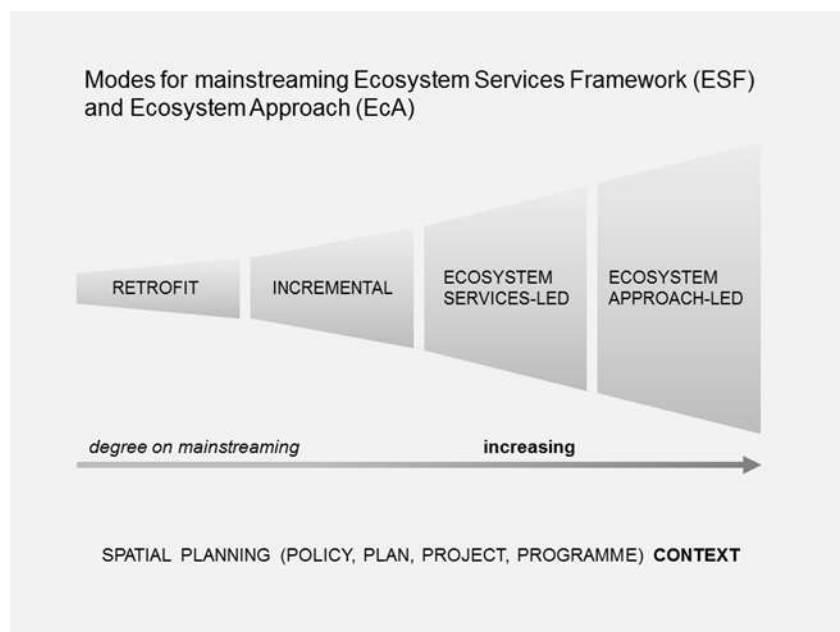 Modes for mainstreaming Ecosystem Services Framework (ESF)
and Ecosystem Approach (EcA)
RETROFIT
INCREMENTAL
ECOSYSTEM
SERVICES-LED
ECOSYSTEM
APPROACH-LED
degree on mainstreaming
increasing
SPATIAL PLANNING (POLICY, PLAN, PROJECT, PROGRAMME) CONTEXT